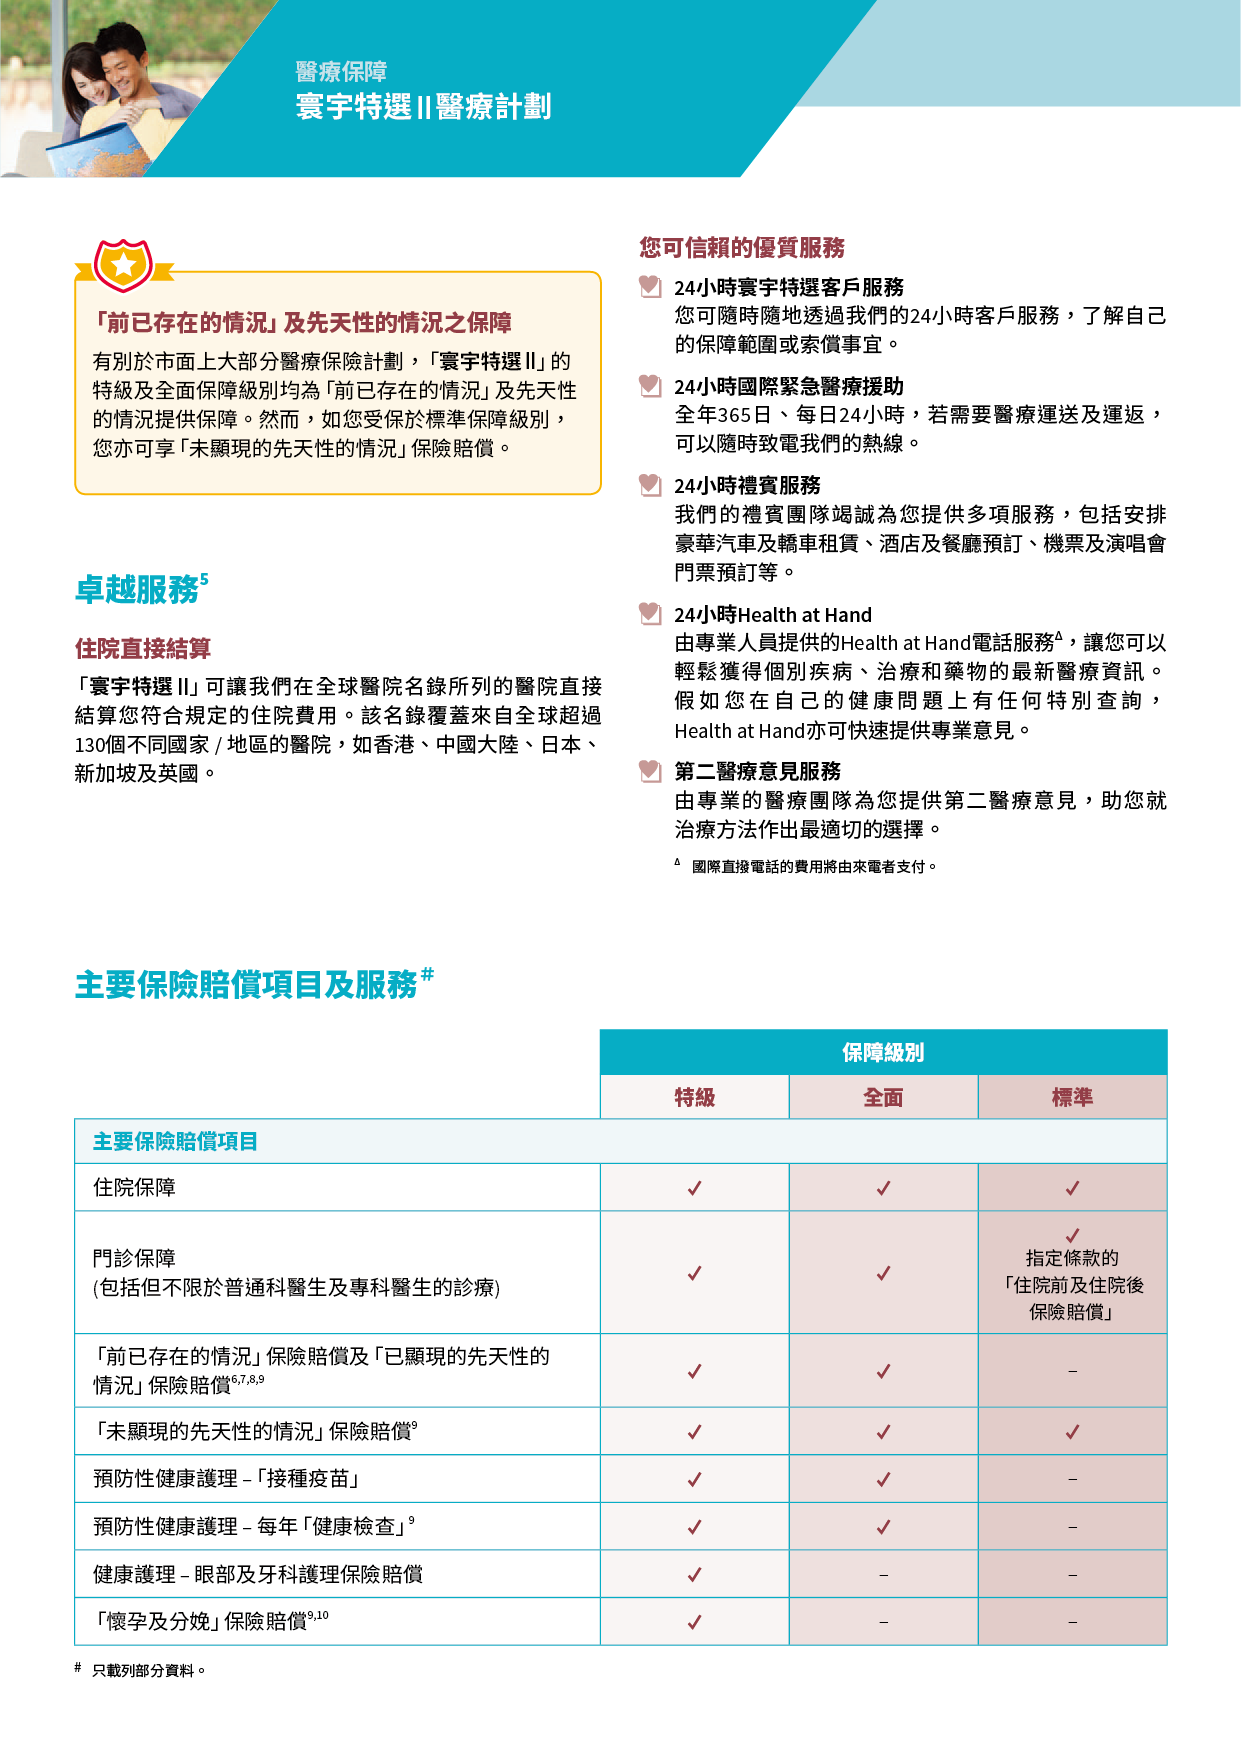 醫療保障
寰宇特選 II 醫療計劃
「前已存在的情況」及先天性的情況之保障
有別於市面上大部分醫療保險計劃，「寰宇特選 II」的
特級及全面保障級別均為「前已存在的情況」及先天性
的情況提供保障。然而，如您受保於標準保障級別，
您亦可享「未顯現的先天性的情況」保險賠償。
卓越服務5
住院直接結算
「寰宇特選 II」可讓我們在全球醫院名錄所列的醫院直接
結算您符合規定的住院費用。該名錄覆蓋來自全球超過
130個不同國家 / 地區的醫院，如香港、中國大陸、日本、
新加坡及英國。
您可信賴的優質服務
24小時寰宇特選客戶服務
您可隨時隨地透過我們的24小時客戶服務，了解自己
的保障範圍或索償事宜。
24小時國際緊急醫療援助
全年365日、每日24小時，若需要醫療運送及運返，
可以隨時致電我們的熱線。
24小時禮賓服務
我們的禮賓團隊竭誠為您提供多項服務，包括安排
豪華汽車及轎車租賃、酒店及餐廳預訂、機票及演唱會
門票預訂等。
24小時Health at Hand
由專業人員提供的Health at Hand電話服務Δ，讓您可以
輕鬆獲得個別疾病、治療和藥物的最新醫療資訊。
假如您在自己的健康問題上有任何特別查詢，
Health at Hand亦可快速提供專業意見。
第二醫療意見服務
由專業的醫療團隊為您提供第二醫療意見，助您就
治療方法作出最適切的選擇。
Δ 國際直撥電話的費用將由來電者支付。
主要保險賠償項目及服務#
保障級別
特級 全面 標準
主要保險賠償項目
住院保障 ✓ ✓ ✓
門診保障
(包括但不限於普通科醫生及專科醫生的診療) ✓ ✓ ✓
指定條款的
「住院前及住院後
保險賠償」
「前已存在的情況」保險賠償及「已顯現的先天性的
情況」保險賠償6,7,8,9 ✓ ✓ –
「未顯現的先天性的情況」保險賠償9 ✓ ✓ ✓
預防性健康護理 –「接種疫苗」 ✓ ✓ –
預防性健康護理 – 每年「健康檢查」9 ✓ ✓ –
健康護理 – 眼部及牙科護理保險賠償 ✓ – –
「懷孕及分娩」保險賠償9,10 ✓ – –
# 只載列部分資料。